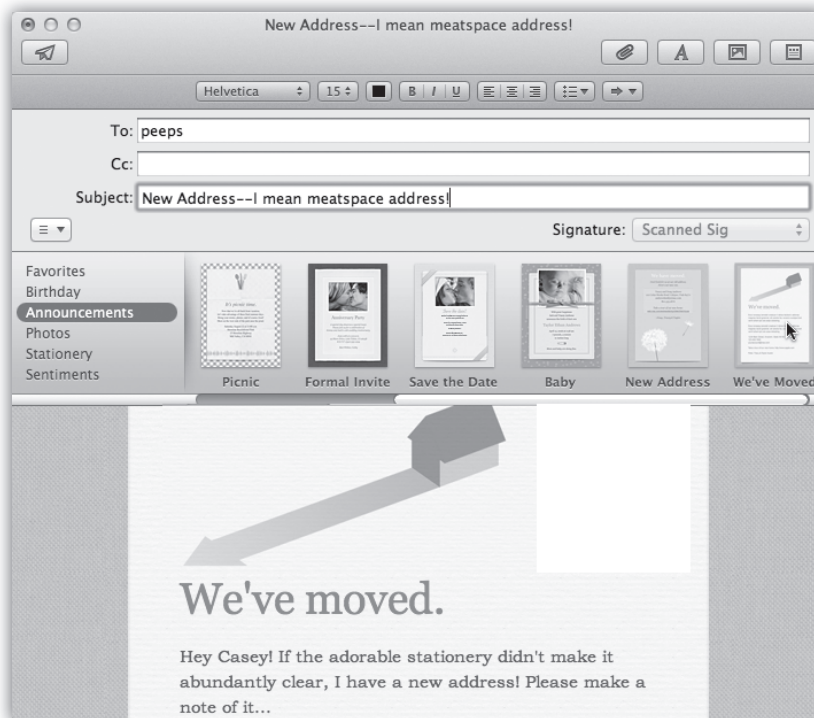 New Address--I mean meatspace address!
Helvetica 15 B I U
To: peeps
Cc:
Subject: New Address--I mean meatspace address!
Signature: Scanned Sig
Favorites
Birthday
Announcements
Photos
Stationery
Sentiments
Picnic Formal Invite Save the Date Baby New Address We've Moved
We've moved.
Hey Casey! If the adorable stationery didn't make it
abundantly clear, I have a new address! Please make a
note of it...